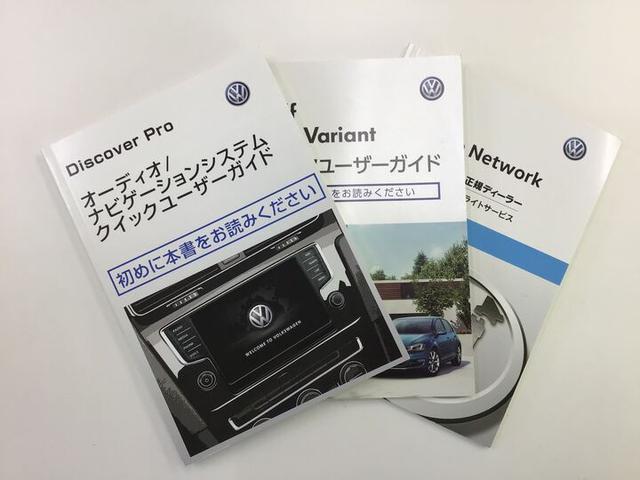 Discover Pro
オーディオ/
ナビゲーションシステム
クイックユーザーガイド
初めに本書をお読みください
WELCOME TO VOLKSWAGEN
f
Variant
ユーザーガイド
をお読みください
Network
正規ディーラー
ライトサービス